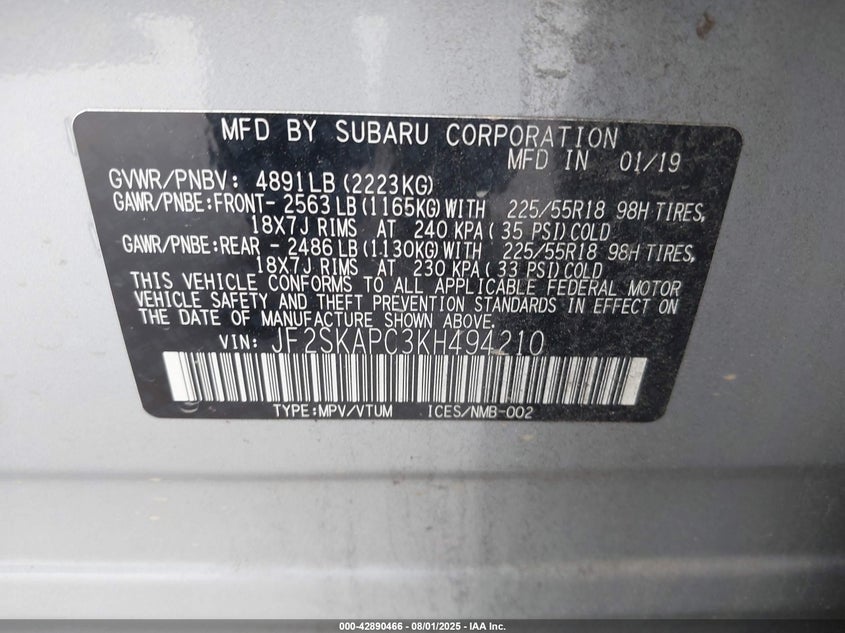 MFD BY SUBARU CORPORATION
MFD IN 01/19
GVWR/PNBV: 4891LB (2223KG)
GAWR/PNBE:FRONT- 2563LB (1165KG) WITH 225/55R18 98H TIRES,
18X7J RIMS AT 240 KPA ( 35 PSI) COLD
GAWR/PNBE:REAR - 2486LB (1130KG) WITH 225/55R18 98H TIRES,
18X7J RIMS AT 230 KPA ( 33 PSI) COLD
THIS VEHICLE CONFORMS TO ALL APPLICABLE FEDERAL MOTOR
VEHICLE SAFETY AND THEFT PREVENTION STANDARDS IN EFFECT ON
THE DATE OF MANUFACTURE SHOWN ABOVE.
VIN: JF2SKAPC3KH494210
TYPE:MPV/VTUM ICES/NMB-002
000-42890466 - 08/01/2025 - IAA Inc.